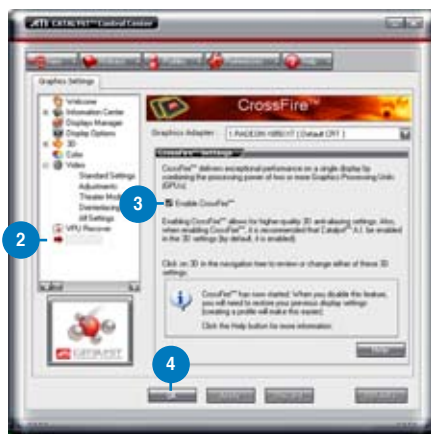 ATI CATALYST™ Control Center
View
Profiles
Preferences
Help
Graphics Settings
Welcome
Information Center
Displays Manager
Display Options
3D
Color
Video
Standard Settings
Adjustments
Theater Mode
Overlapping
All Settings
VPU Recover
2
CATALYST
CrossFire™
Graphics Adapter:
CrossFire™ Settings
CrossFire™ delivers exceptional performance on a single display by
combining the processing power of two or more Graphics Processing Units
(GPUs).
3
Enable CrossFire™
Enabling CrossFire™ allows for higher-quality 3D anti-aliasing settings. Also,
when enabling CrossFire™, it is recommended that Catalyst™ A.I. be enabled
in the 3D settings (by default, it is enabled).
Click on 3D in the navigation tree to review or change either of these 3D
settings.
CrossFire™ has now started. When you disable this feature,
you will need to restore your previous display settings
(creating a profile will make this easier).
Click the Help button for more information.
4
OK